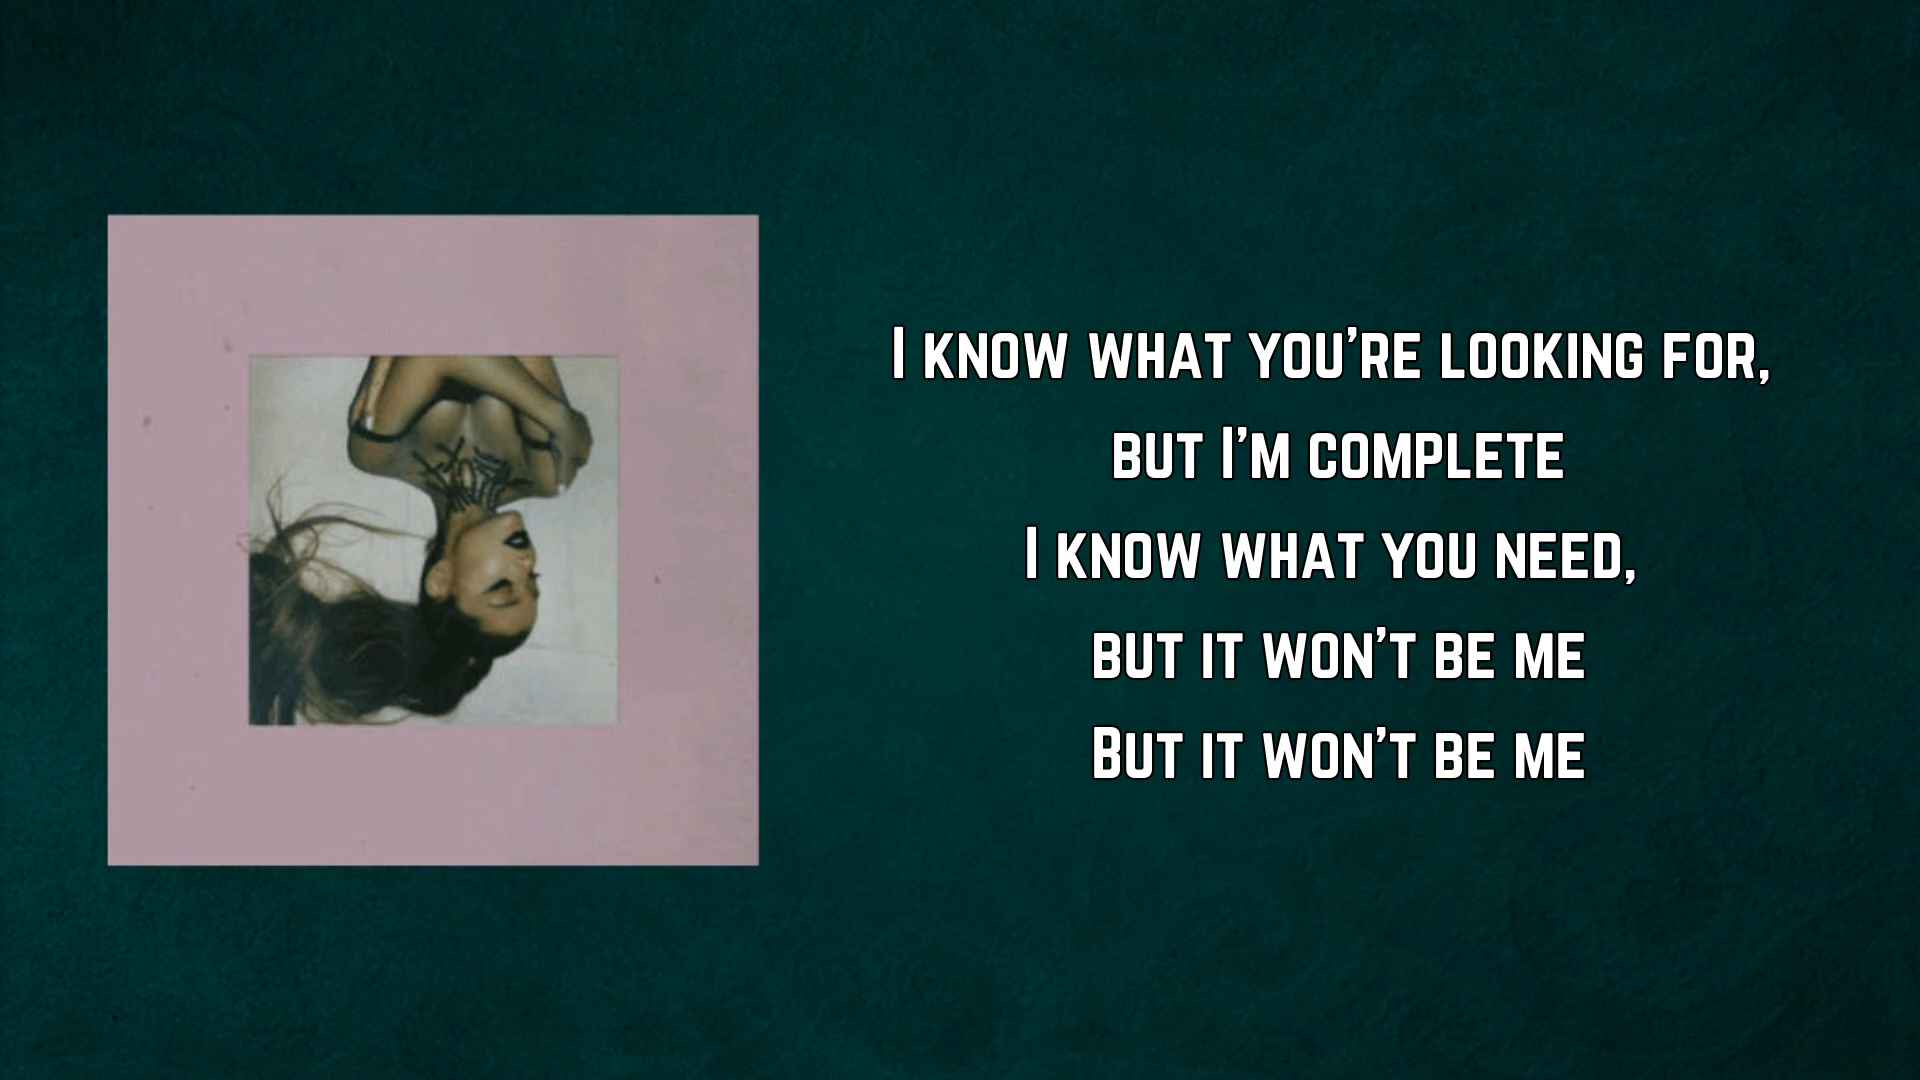 I know what you're looking for,
but I'm complete
I know what you need,
but it won't be me
But it won't be me